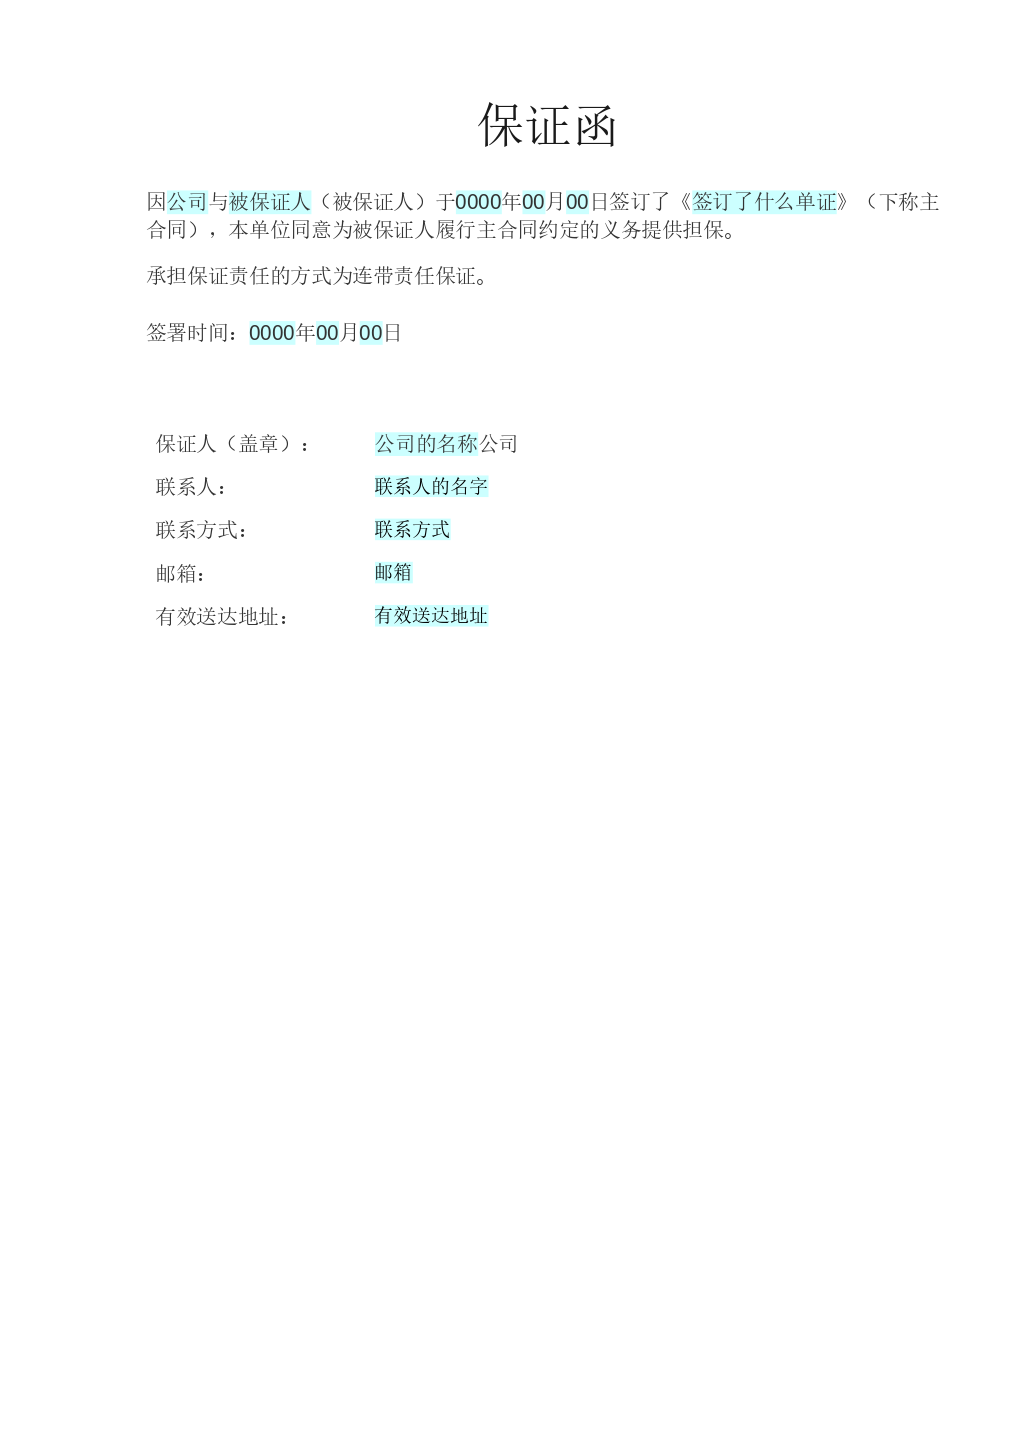 保证函
因公司与被保证人（被保证人）于0000年00月00日签订了《签订了什么单证》（下称主
合同），本单位同意为被保证人履行主合同约定的义务提供担保。
承担保证责任的方式为连带责任保证。
签署时间：0000年00月00日
保证人（盖章）： 公司的名称公司
联系人： 联系人的名字
联系方式： 联系方式
邮箱： 邮箱
有效送达地址： 有效送达地址